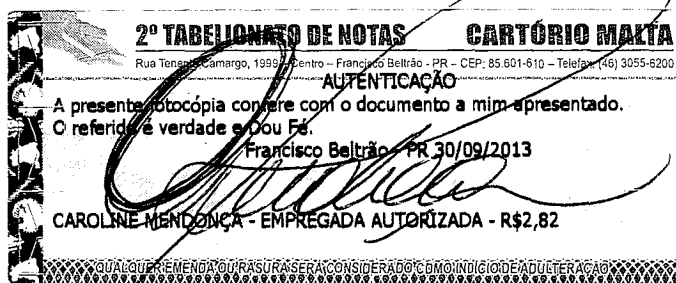 2º TABELIONATO DE NOTAS CARTÓRIO MALTA
Rua Tenente Camargo, 1999 - Centro – Francisco Beltrão - PR – CEP: 85.601-610 – Telefax: (46) 3055-6200
AUTENTICAÇÃO
A presente fotocópia confere com o documento a mim apresentado.
O referido é verdade e Dou Fé.
Francisco Beltrão - PR 30/09/2013
CAROLINE MENDONÇA - EMPREGADA AUTORIZADA - R$2,82
QUALQUER EMENDA OU RASURA SERÁ CONSIDERADO COMO INDÍCIO DE ADULTERAÇÃO